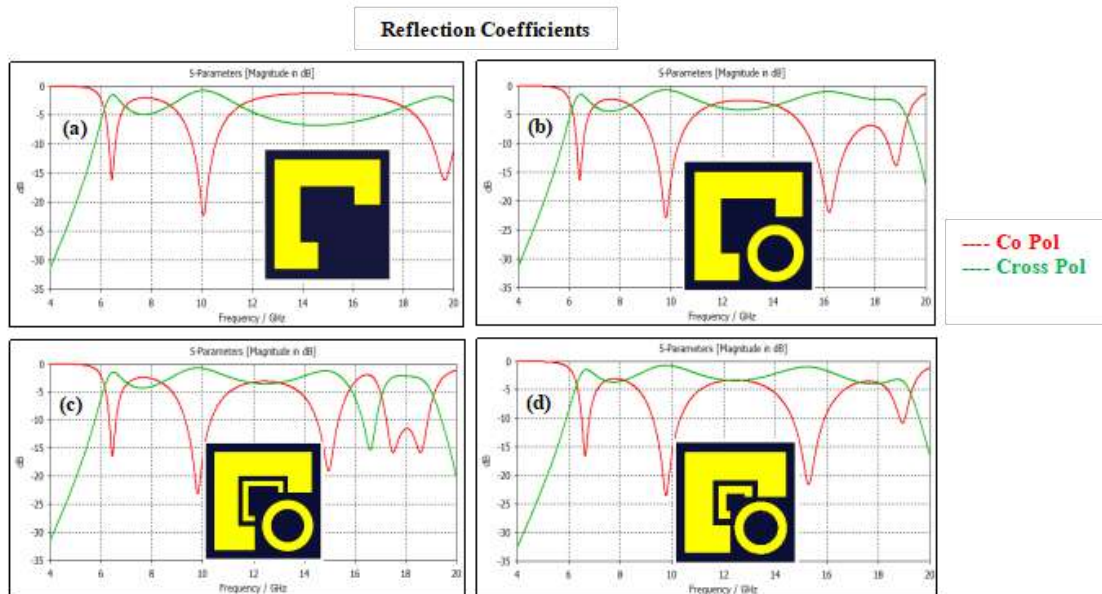 Reflection Coefficients
S-Parameters [Magnitude in dB]
(a)
0
-5
-10
-15
-20
-25
-30
-35
dB
4 6 8 10 12 14 16 18 20
Frequency / GHz
S-Parameters [Magnitude in dB]
(b)
0
-5
-10
-15
-20
-25
-30
-35
dB
4 6 8 10 12 14 16 18 20
Frequency / GHz
---- Co Pol
---- Cross Pol
S-Parameters [Magnitude in dB]
(c)
0
-5
-10
-15
-20
-25
-30
-35
dB
4 6 8 10 12 14 16 18 20
Frequency / GHz
S-Parameters [Magnitude in dB]
(d)
0
-5
-10
-15
-20
-25
-30
-35
dB
4 6 8 10 12 14 16 18 20
Frequency / GHz